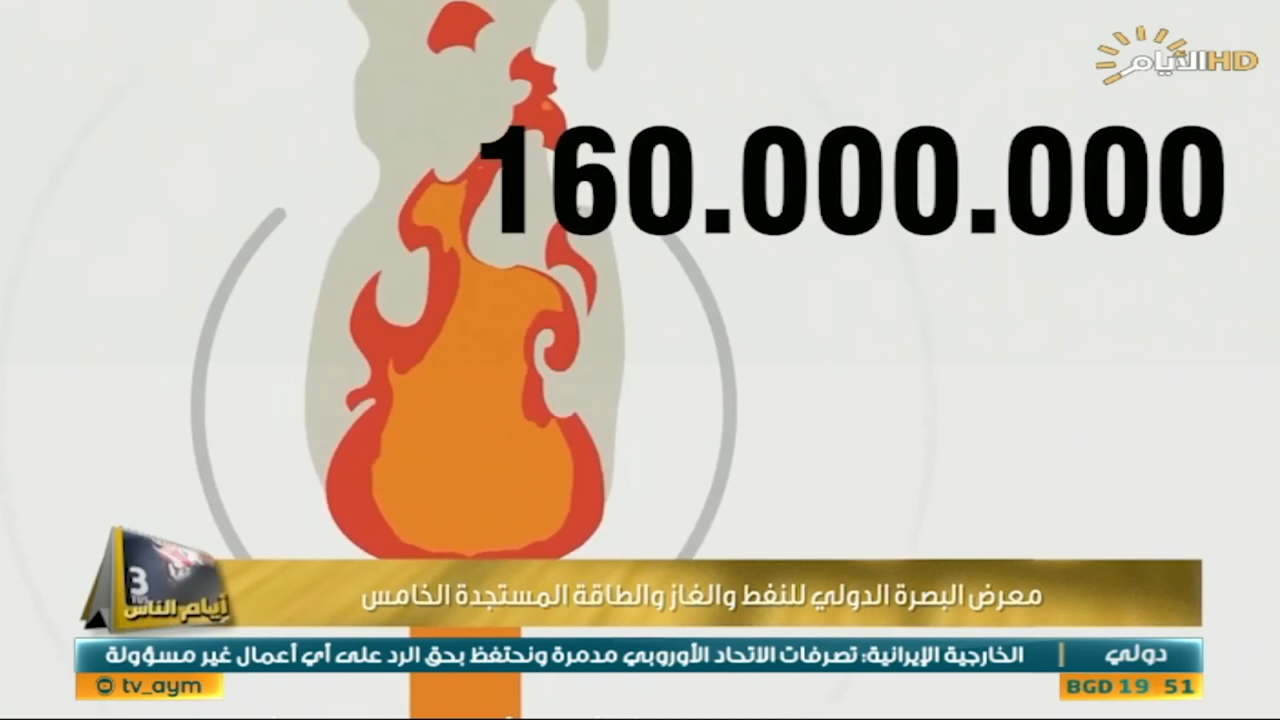 الأيام HD
160.000.000
معرض البصرة الدولي للنفط والغاز والطاقة المستجدة الخامس
3
أيام الناس
دولي | الخارجية الإيرانية: تصرفات الاتحاد الأوروبي مدمرة ونحتفظ بحق الرد على أي أعمال غير مسؤولة
tv_aym
BGD 19 51